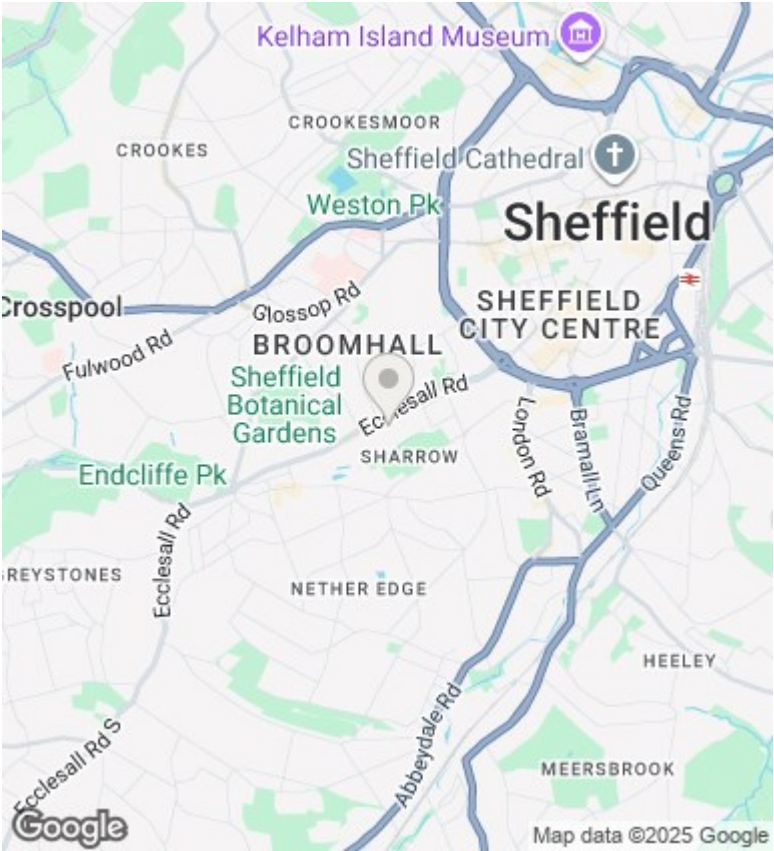 Kelham Island Museum
CROOKESMOOR
CROOKES
Sheffield Cathedral
Weston Pk
Sheffield
Crosspool
Glossop Rd
SHEFFIELD
CITY CENTRE
Fulwood Rd
BROOMHALL
Sheffield
Botanical
Gardens
Ecclesall Rd
London Rd
Bramall Ln
Queens Rd
SHARROW
Endcliffe Pk
Ecclesall Rd
GREYSTONES
NETHER EDGE
HEELEY
Abbeydale Rd
Ecclesall Rd S
MEERSBROOK
Google
Map data ©2025 Google